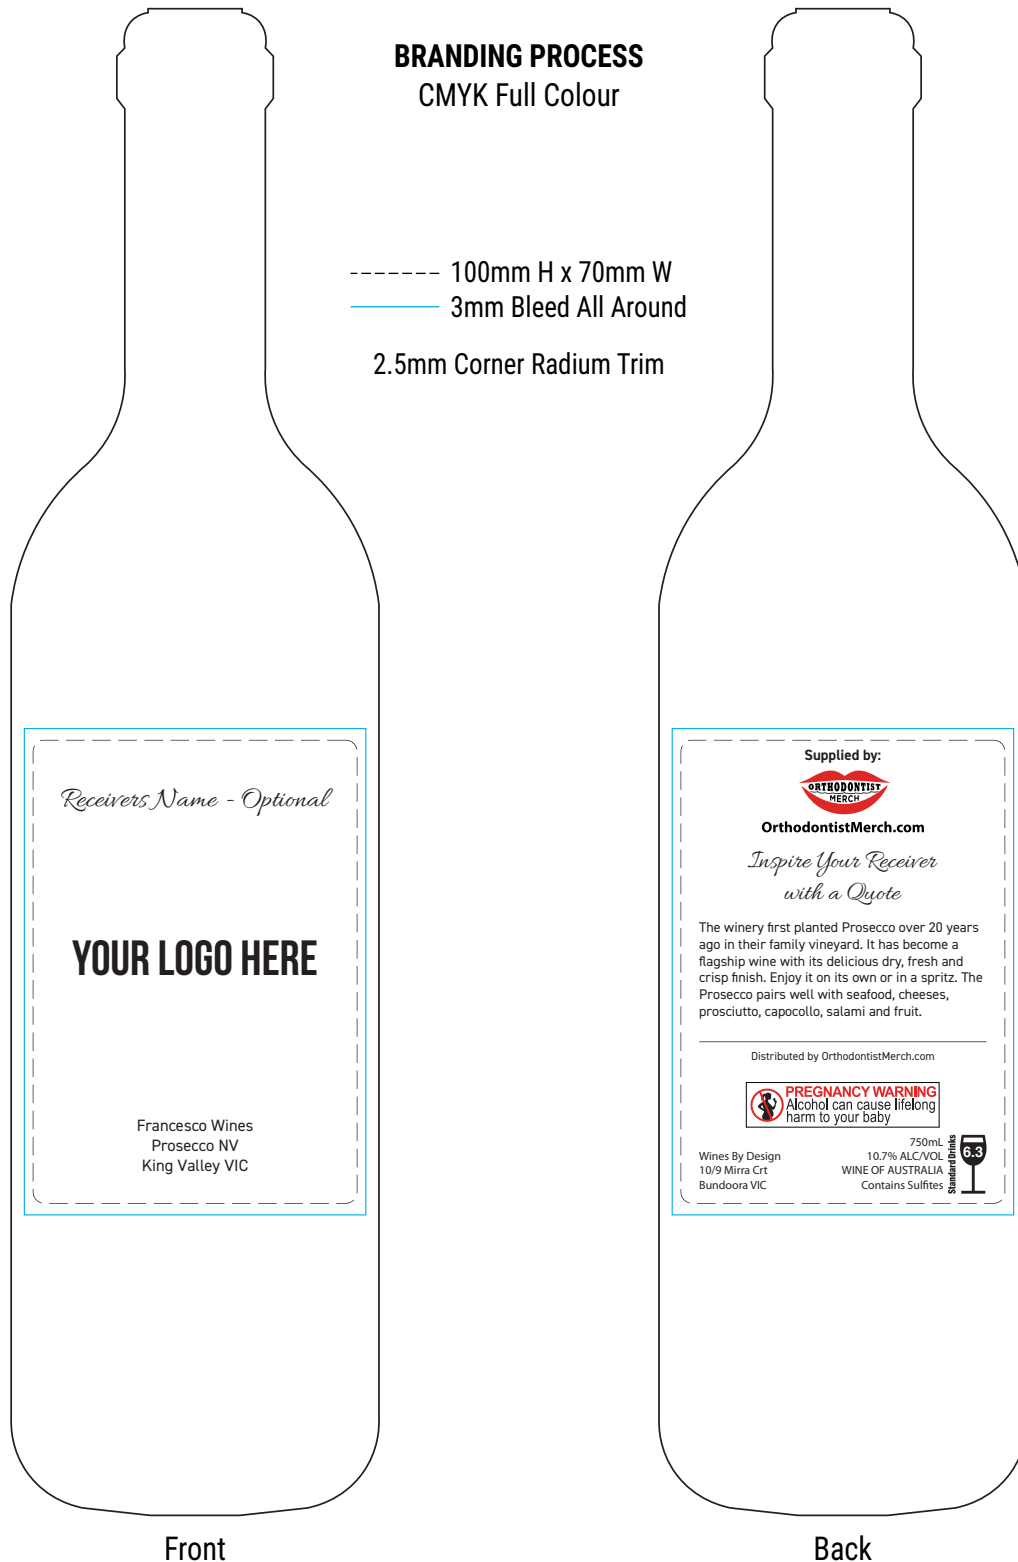 BRANDING PROCESS
CMYK Full Colour
100mm H x 70mm W
3mm Bleed All Around
2.5mm Corner Radium Trim
Receivers Name - Optional
YOUR LOGO HERE
Francesco Wines
Prosecco NV
King Valley VIC
Front
Supplied by:
ORTHODONTIST
MERCH
OrthodontistMerch.com
Inspire Your Receiver
with a Quote
The winery first planted Prosecco over 20 years
ago in their family vineyard. It has become a
flagship wine with its delicious dry, fresh and
crisp finish. Enjoy it on its own or in a spritz. The
Prosecco pairs well with seafood, cheeses,
prosciutto, capocollo, salami and fruit.
Distributed by OrthodontistMerch.com
PREGNANCY WARNING
Alcohol can cause lifelong
harm to your baby
Wines By Design
10/9 Mirra Crt
Bundoora VIC
750mL
10.7% ALC/VOL
WINE OF AUSTRALIA
Contains Sulfites
Standard Drinks
6.3
Back